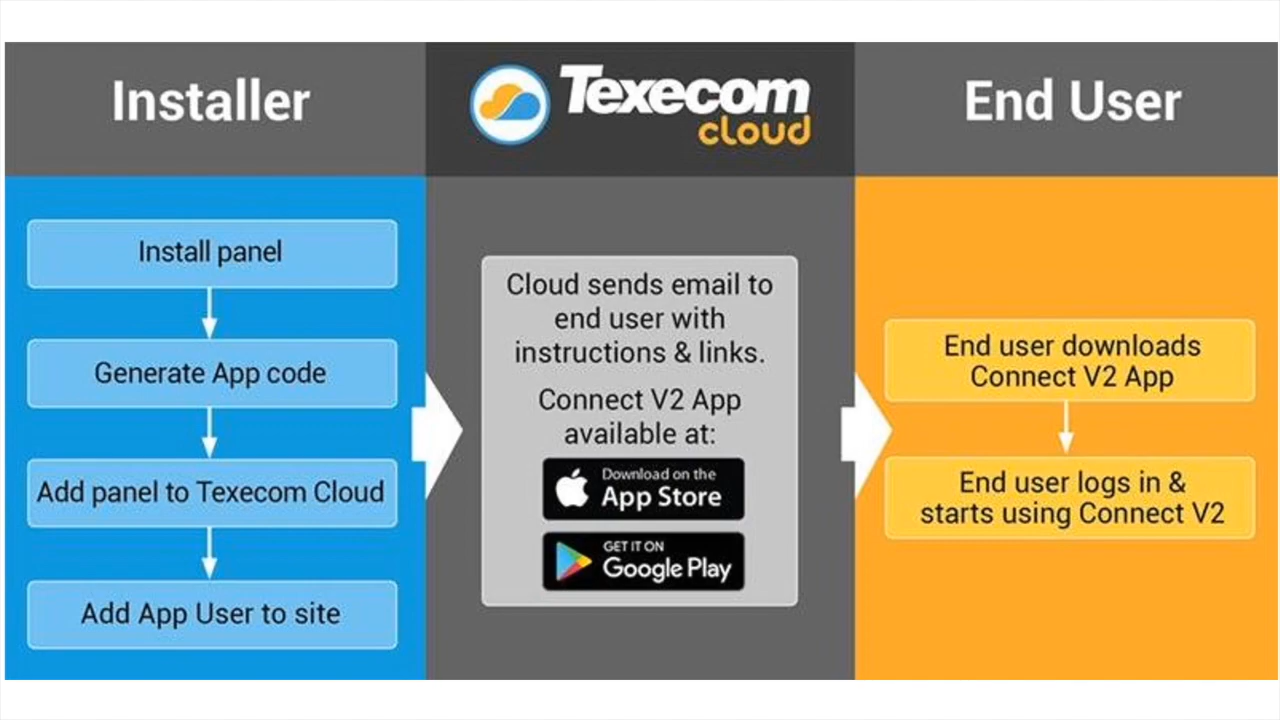 Installer
Install panel
Generate App code
Add panel to Texecom Cloud
Add App User to site
Texecom
cloud
Cloud sends email to
end user with
instructions & links.
Connect V2 App
available at:
Download on the
App Store
GET IT ON
Google Play
End User
End user downloads
Connect V2 App
End user logs in &
starts using Connect V2